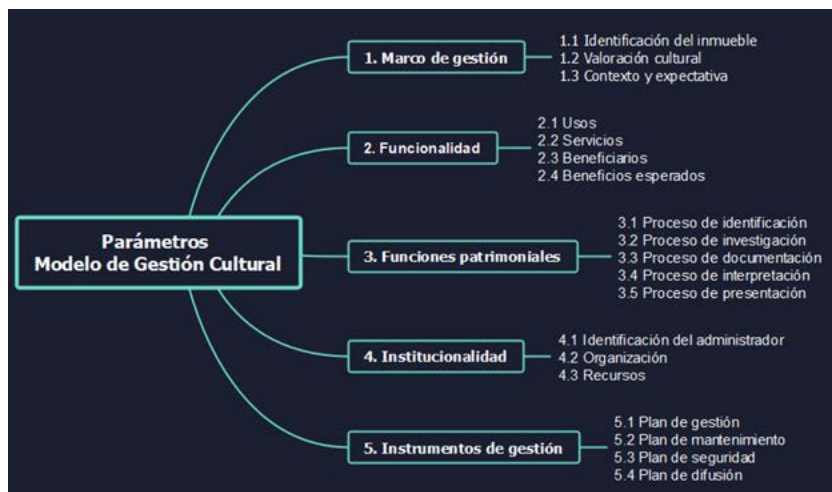 Parámetros
Modelo de Gestión Cultural
1. Marco de gestión
1.1 Identificación del inmueble
1.2 Valoración cultural
1.3 Contexto y expectativa
2. Funcionalidad
2.1 Usos
2.2 Servicios
2.3 Beneficiarios
2.4 Beneficios esperados
3. Funciones patrimoniales
3.1 Proceso de identificación
3.2 Proceso de investigación
3.3 Proceso de documentación
3.4 Proceso de interpretación
3.5 Proceso de presentación
4. Institucionalidad
4.1 Identificación del administrador
4.2 Organización
4.3 Recursos
5. Instrumentos de gestión
5.1 Plan de gestión
5.2 Plan de mantenimiento
5.3 Plan de seguridad
5.4 Plan de difusión